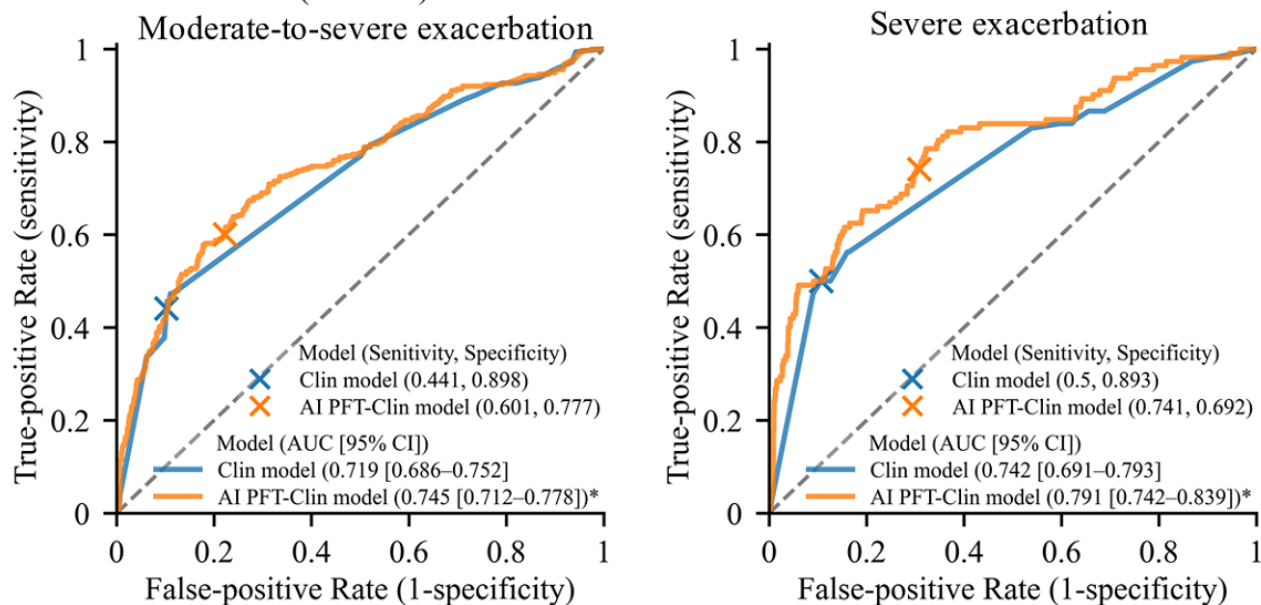 Moderate-to-severe exacerbation
True-positive Rate (sensitivity)
1
0.8
0.6
0.4
0.2
0
Model (Senitivity, Specificity)
Clin model (0.441, 0.898)
AI PFT-Clin model (0.601, 0.777)
Model (AUC [95% CI])
Clin model (0.719 [0.686–0.752]
AI PFT-Clin model (0.745 [0.712–0.778])*
0 0.2 0.4 0.6 0.8 1
False-positive Rate (1-specificity)
Severe exacerbation
True-positive Rate (sensitivity)
1
0.8
0.6
0.4
0.2
0
Model (Senitivity, Specificity)
Clin model (0.5, 0.893)
AI PFT-Clin model (0.741, 0.692)
Model (AUC [95% CI])
Clin model (0.742 [0.691–0.793]
AI PFT-Clin model (0.791 [0.742–0.839])*
0 0.2 0.4 0.6 0.8 1
False-positive Rate (1-specificity)